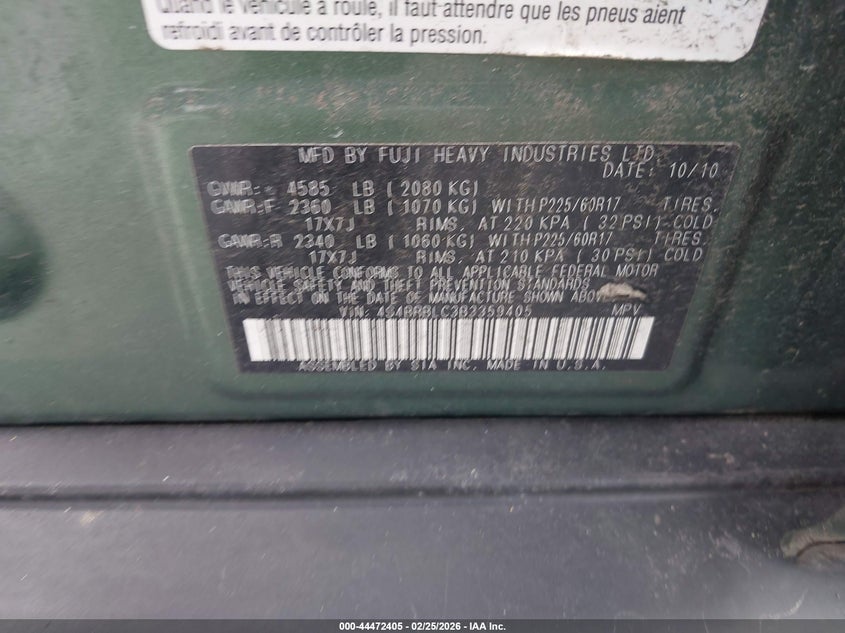 Quand le véhicule a roulé, il faut attendre que les pneus aient
refroidi avant de contrôler la pression.
MFD BY FUJI HEAVY INDUSTRIES LTD.
DATE: 10/10
GVWR: 4585 LB ( 2080 KG)
GAWR:F 2360 LB ( 1070 KG) WITH P225/60R17 TIRES.
17X7J RIMS. AT 220 KPA ( 32 PSI) COLD
GAWR:R 2340 LB ( 1060 KG) WITH P225/60R17 TIRES.
17X7J RIMS. AT 210 KPA ( 30 PSI) COLD
THIS VEHICLE CONFORMS TO ALL APPLICABLE FEDERAL MOTOR
VEHICLE SAFETY AND THEFT PREVENTION STANDARDS
IN EFFECT ON THE DATE OF MANUFACTURE SHOWN ABOVE
VIN: MPV
ASSEMBLED BY SIA INC. MADE IN U.S.A.
000-44472405 | 02/25/2026 | IAA Inc.